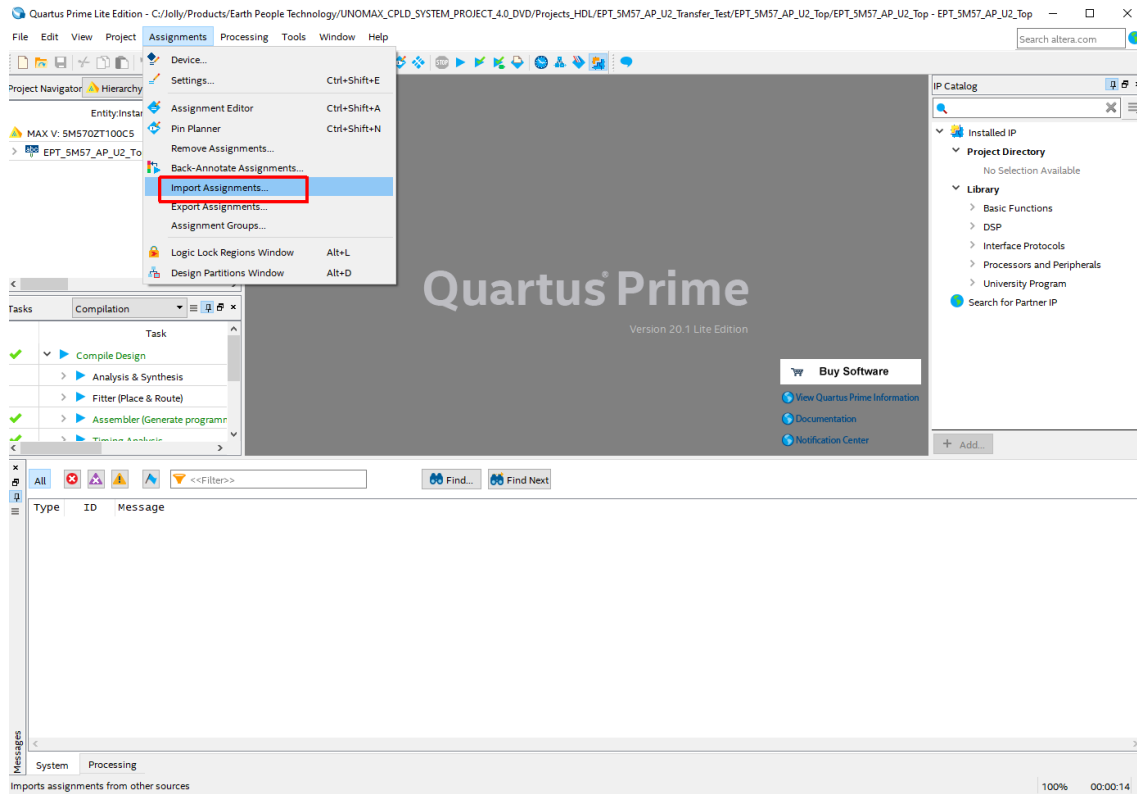 Quartus Prime Lite Edition - C:/Jolly/Products/Earth People Technology/UNOMAX_CPLD_SYSTEM_PROJECT_4.0_DVD/Projects_HDL/EPT_5M57_AP_U2_Transfer_Test/EPT_5M57_AP_U2_Top/EPT_5M57_AP_U2_Top - EPT_5M57_AP_U2_Top
File Edit View Project Assignments Processing Tools Window Help
Search altera.com
Device...
Settings... Ctrl+Shift+E
Assignment Editor Ctrl+Shift+A
Pin Planner Ctrl+Shift+N
Remove Assignments...
Back-Annotate Assignments...
Import Assignments...
Export Assignments...
Assignment Groups...
Logic Lock Regions Window Alt+L
Design Partitions Window Alt+D
Project Navigator Hierarchy
Entity:Instan
MAX V: 5M570ZT100C5
EPT_5M57_AP_U2_To
Tasks Compilation
Task
Compile Design
Analysis & Synthesis
Fitter (Place & Route)
Assembler (Generate programm
Timing Analysis
Quartus Prime
Version 20.1 Lite Edition
Buy Software
View Quartus Prime Information
Documentation
Notification Center
IP Catalog
Installed IP
Project Directory
No Selection Available
Library
Basic Functions
DSP
Interface Protocols
Processors and Peripherals
University Program
Search for Partner IP
+ Add...
All <<Filter>> Find... Find Next
Type ID Message
Messages
System Processing
Imports assignments from other sources
100% 00:00:14